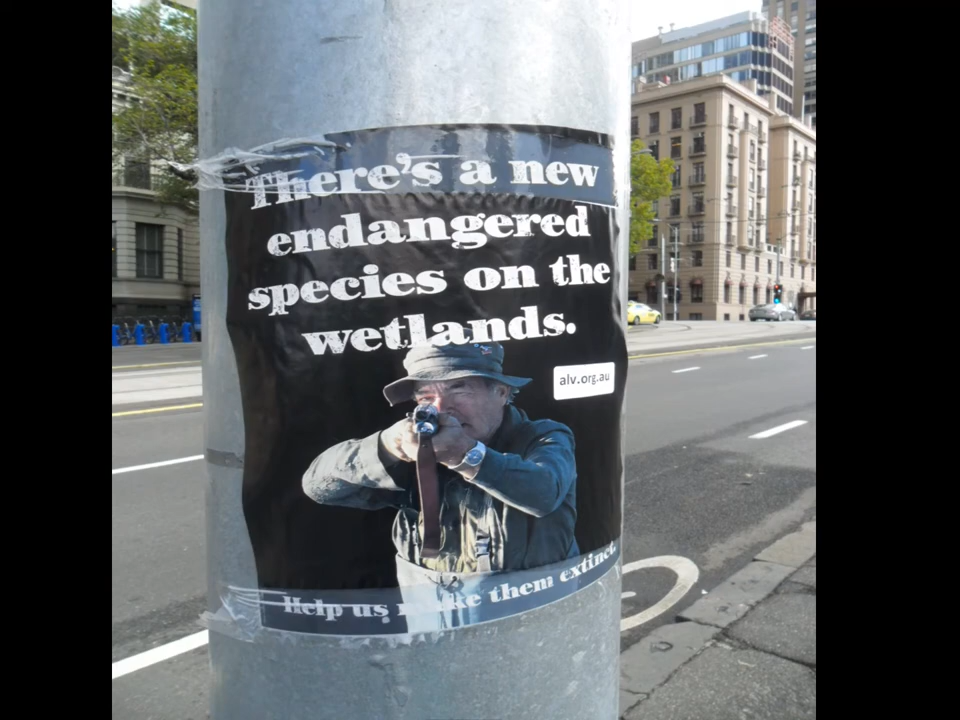 There's a new
endangered
species on the
wetlands.
alv.org.au
Help us make them extinct.